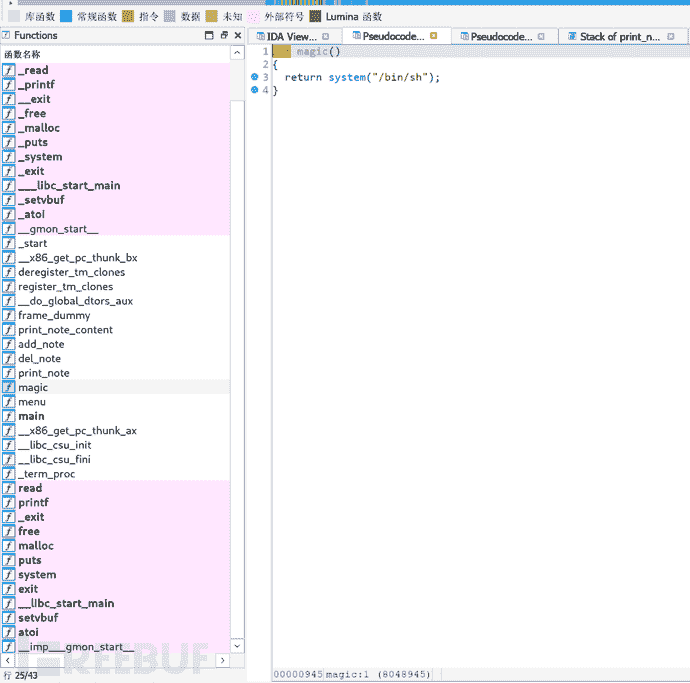 库函数 常规函数 指令 数据 未知 外部符号 Lumina 函数
Functions
函数名称
_read
_printf
__exit
_free
_malloc
_puts
_system
_exit
___libc_start_main
_setvbuf
_atoi
__gmon_start__
_start
__x86_get_pc_thunk_bx
deregister_tm_clones
register_tm_clones
__do_global_dtors_aux
frame_dummy
print_note_content
add_note
del_note
print_note
magic
menu
main
__x86_get_pc_thunk_ax
__libc_csu_init
__libc_csu_fini
_term_proc
read
printf
_exit
free
malloc
puts
system
exit
__libc_start_main
setvbuf
atoi
__imp___gmon_start__
行 25/43
IDA View... Pseudocode... Pseudocode... Stack of print_n...
1 magic()
2 {
3 return system("/bin/sh");
4 }
00000945 magic:1 (8048945)
REEBUF